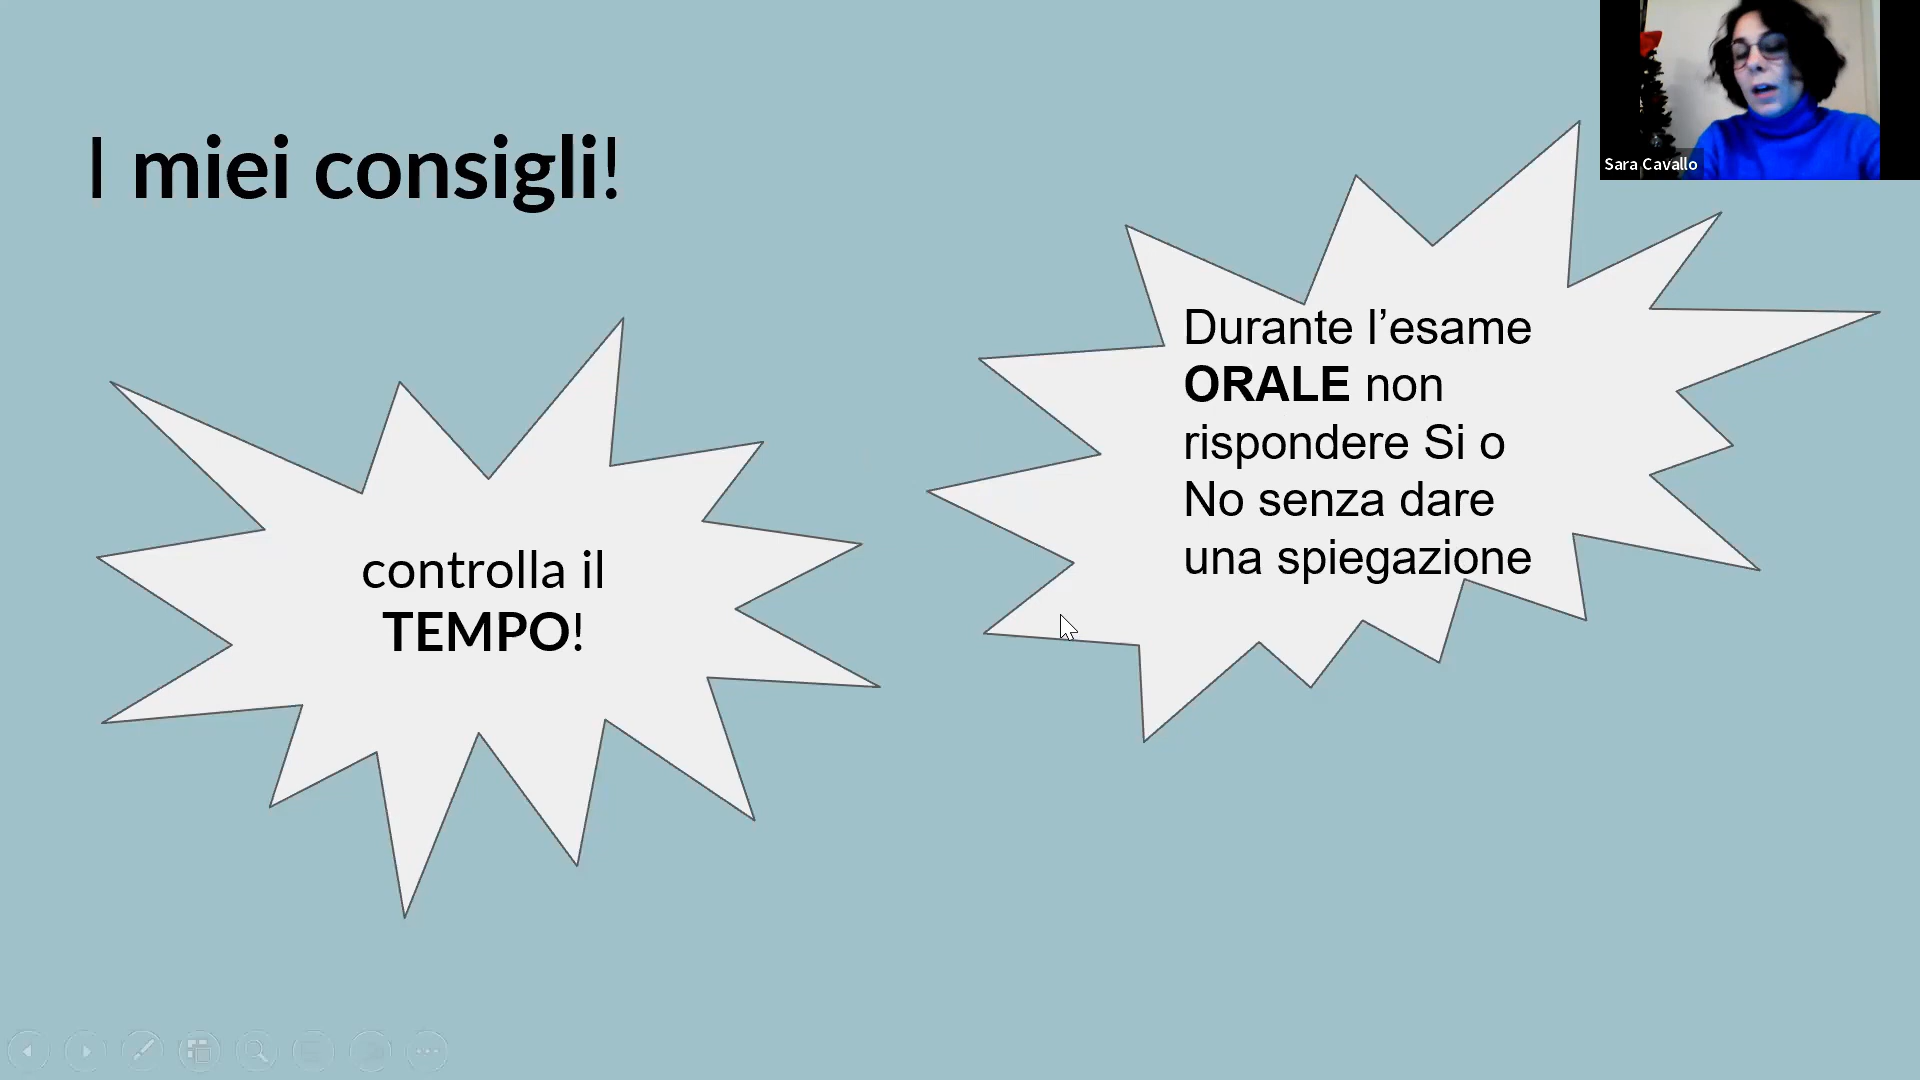 I miei consigli!
Sara Cavallo
controlla il
TEMPO!
Durante l’esame
ORALE non
rispondere Si o
No senza dare
una spiegazione